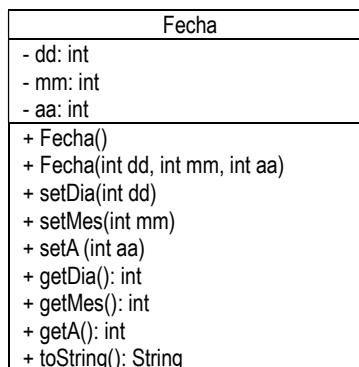 Fecha
- dd: int
- mm: int
- aa: int
+ Fecha()
+ Fecha(int dd, int mm, int aa)
+ setDia(int dd)
+ setMes(int mm)
+ setA (int aa)
+ getDia(): int
+ getMes(): int
+ getA(): int
+ toString(): String